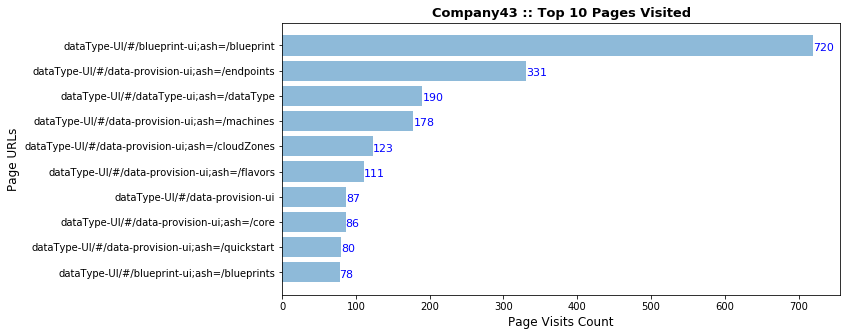 Company43 :: Top 10 Pages Visited
Page URLs
dataType-UI/#/blueprint-ui;ash=/blueprint 720
dataType-UI/#/data-provision-ui;ash=/endpoints 331
dataType-UI/#/dataType-ui;ash=/dataType 190
dataType-UI/#/data-provision-ui;ash=/machines 178
dataType-UI/#/data-provision-ui;ash=/cloudZones 123
dataType-UI/#/data-provision-ui;ash=/flavors 111
dataType-UI/#/data-provision-ui 87
dataType-UI/#/data-provision-ui;ash=/core 86
dataType-UI/#/data-provision-ui;ash=/quickstart 80
dataType-UI/#/blueprint-ui;ash=/blueprints 78
0 100 200 300 400 500 600 700
Page Visits Count